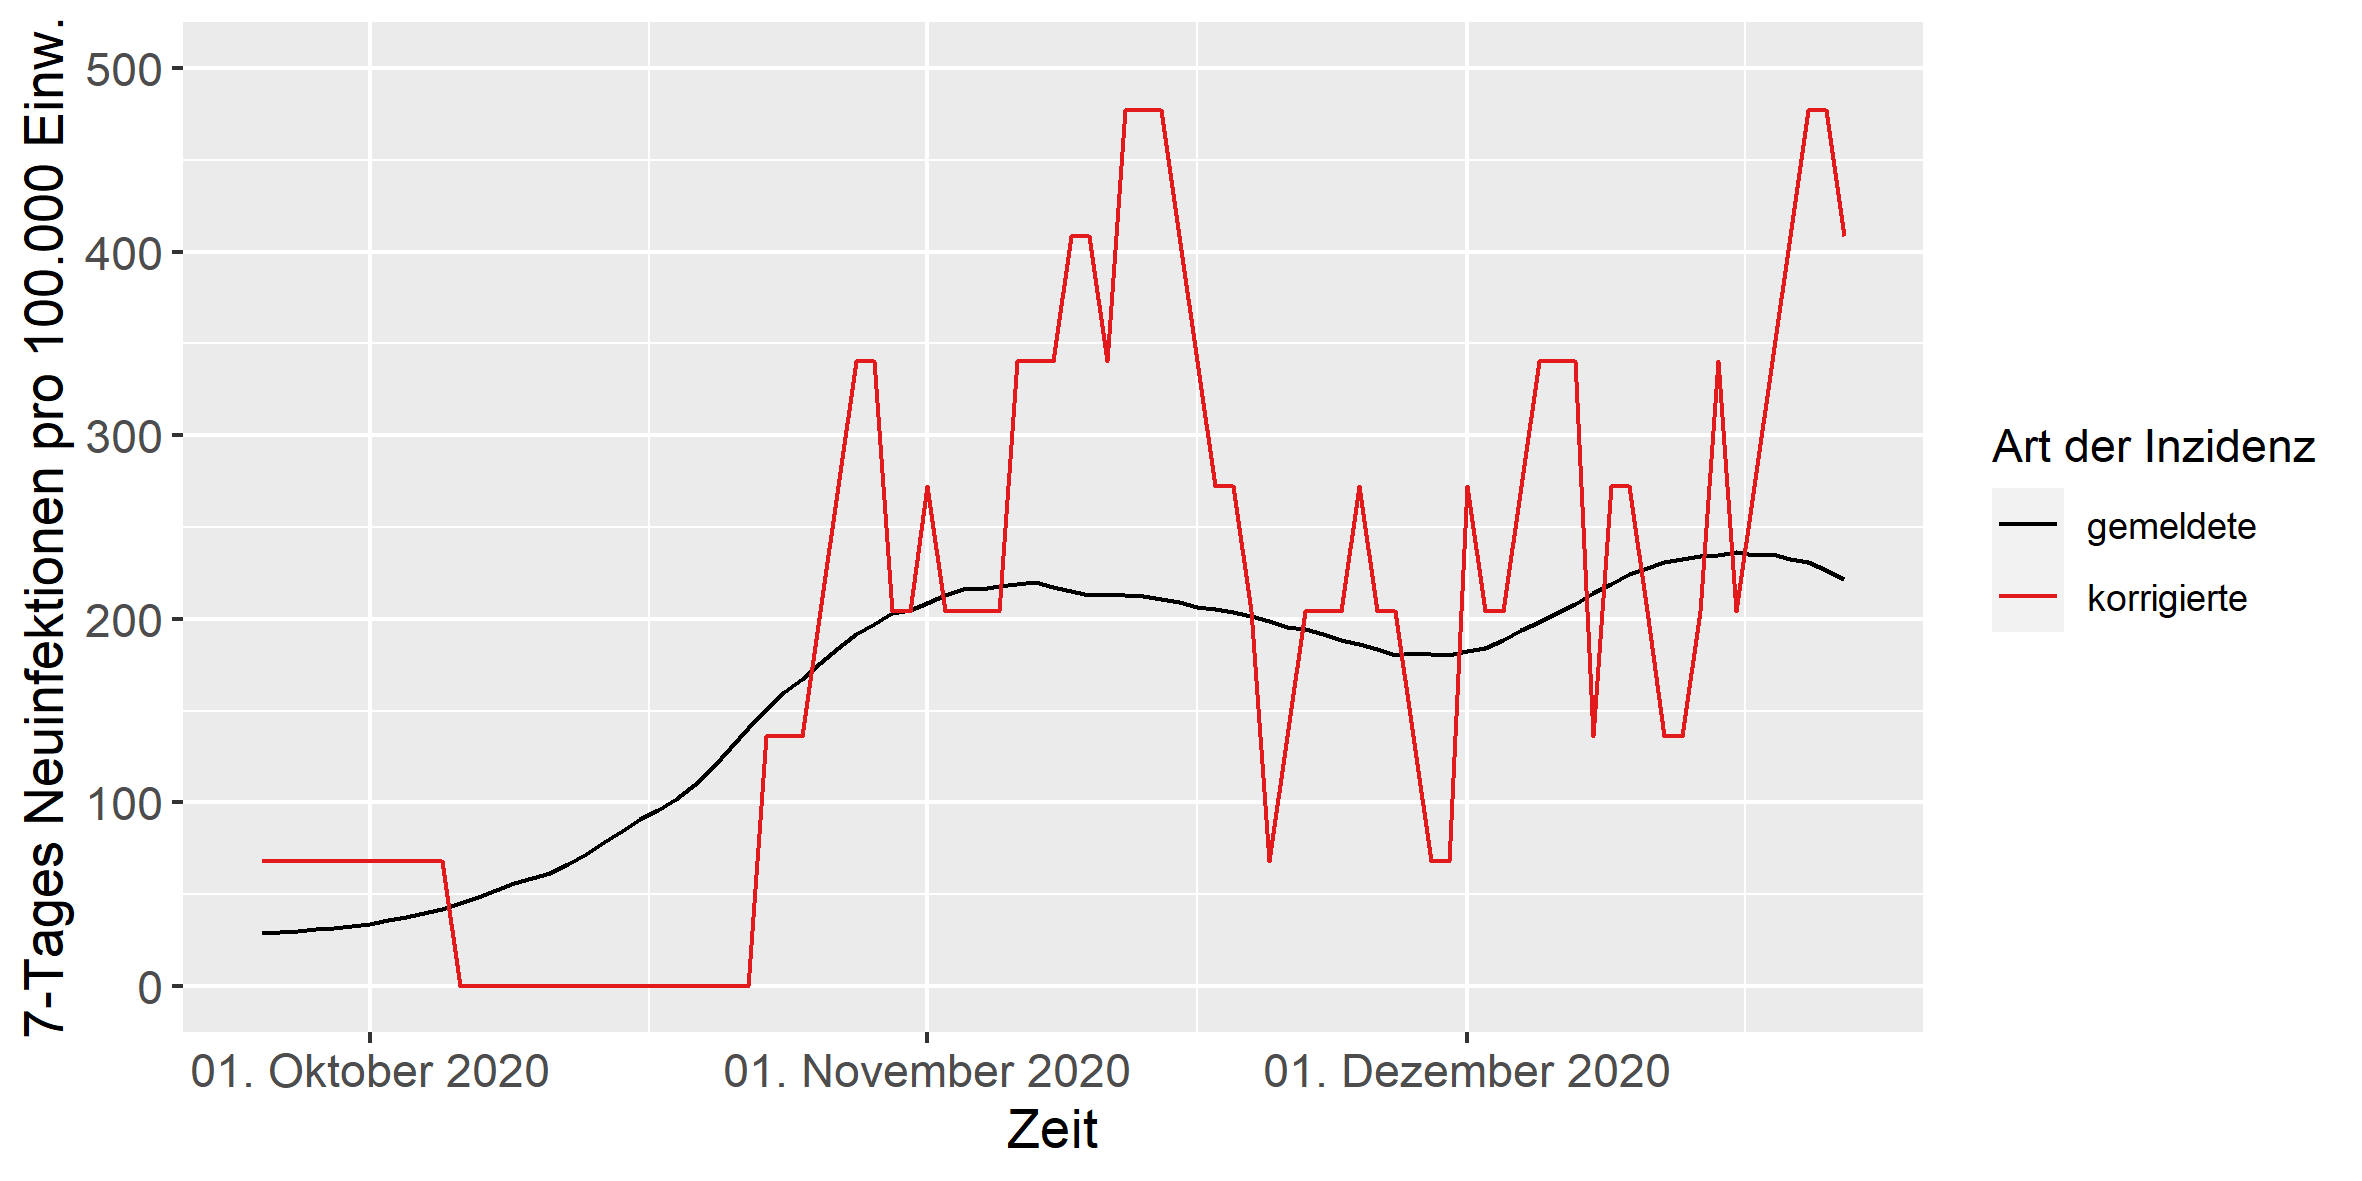 7-Tages Neuinfektionen pro 100.000 Einw.
500
400
300
200
100
0
01. Oktober 2020
01. November 2020
01. Dezember 2020
Zeit
Art der Inzidenz
gemeldete
korrigierte